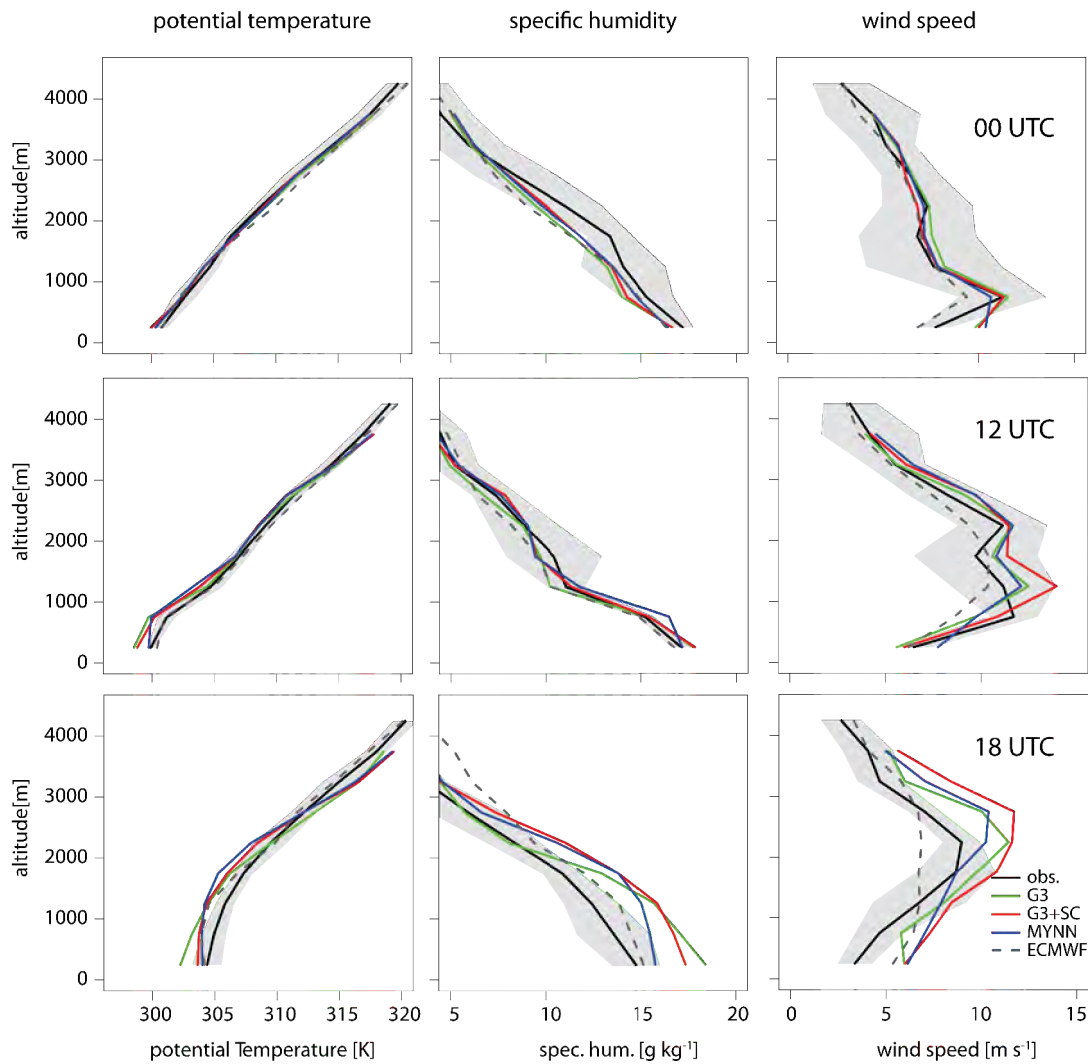 potential temperature specific humidity wind speed
altitude[m]
4000
3000
2000
1000
0
00 UTC
altitude[m]
4000
3000
2000
1000
0
12 UTC
altitude[m]
4000
3000
2000
1000
0
18 UTC
obs.
G3
G3+SC
MYNN
ECMWF
300 305 310 315 320 5 10 15 20 0 5 10 15
potential Temperature [K] spec. hum. [g kg⁻¹] wind speed [m s⁻¹]